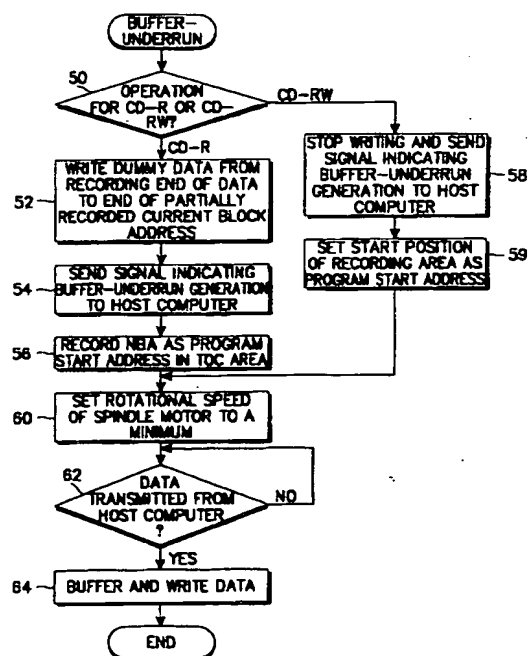 BUFFER-
UNDERRUN
50
OPERATION
FOR CD-R OR CD-
RW?
CD-RW
CD-R
52
WRITE DUMMY DATA FROM
RECORDING END OF DATA
TO END OF PARTIALLY
RECORDED CURRENT BLOCK
ADDRESS
STOP WRITING AND SEND
SIGNAL INDICATING
BUFFER-UNDERRUN
GENERATION TO HOST
COMPUTER
58
54
SEND SIGNAL INDICATING
BUFFER-UNDERRUN GENERATION
TO HOST COMPUTER
SET START POSITION
OF RECORDING AREA AS
PROGRAM START ADDRESS
59
56
RECORD NBA AS PROGRAM
START ADDRESS IN TOC AREA
60
SET ROTATIONAL SPEED
OF SPINDLE MOTOR TO A
MINIMUM
62
DATA
TRANSMITTED FROM
HOST COMPUTER
?
NO
YES
64
BUFFER AND WRITE DATA
END